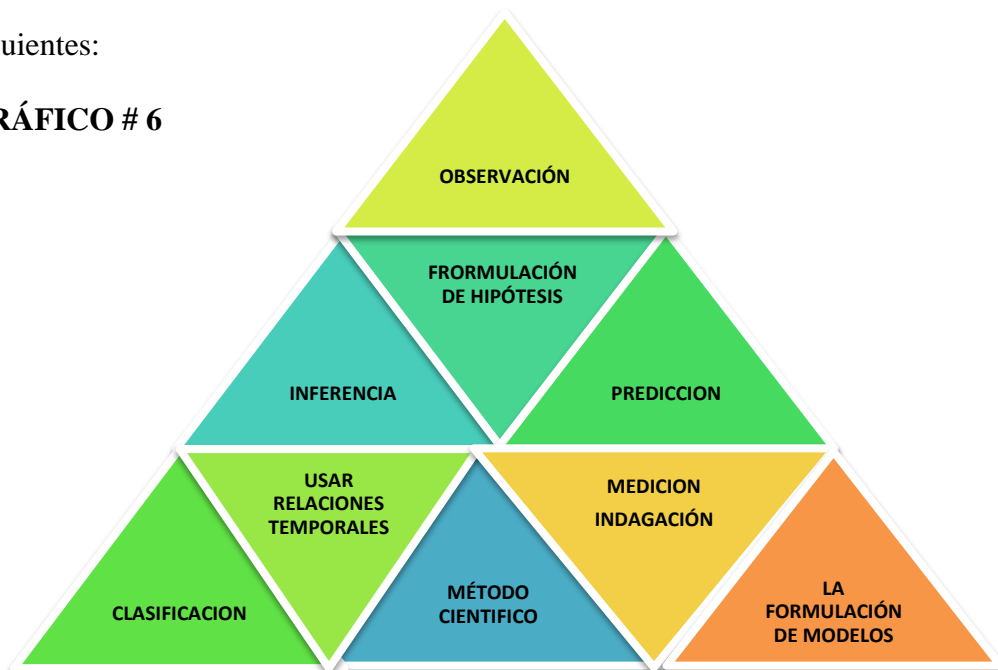 uientes:
RÁFICO # 6
OBSERVACIÓN
FRORMULACIÓN
DE HIPÓTESIS
INFERENCIA
PREDICCION
USAR
RELACIONES
TEMPORALES
MEDICION
INDAGACIÓN
CLASIFICACION
MÉTODO
CIENTIFICO
LA
FORMULACIÓN
DE MODELOS